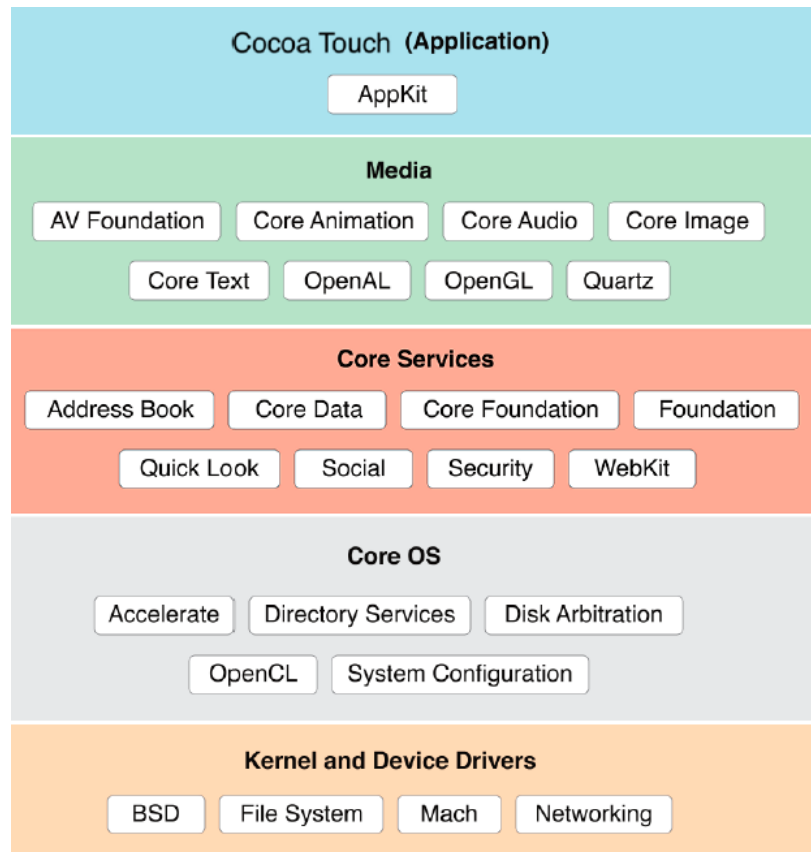 Cocoa Touch (Application)
AppKit
Media
AV Foundation Core Animation Core Audio Core Image
Core Text OpenAL OpenGL Quartz
Core Services
Address Book Core Data Core Foundation Foundation
Quick Look Social Security WebKit
Core OS
Accelerate Directory Services Disk Arbitration
OpenCL System Configuration
Kernel and Device Drivers
BSD File System Mach Networking